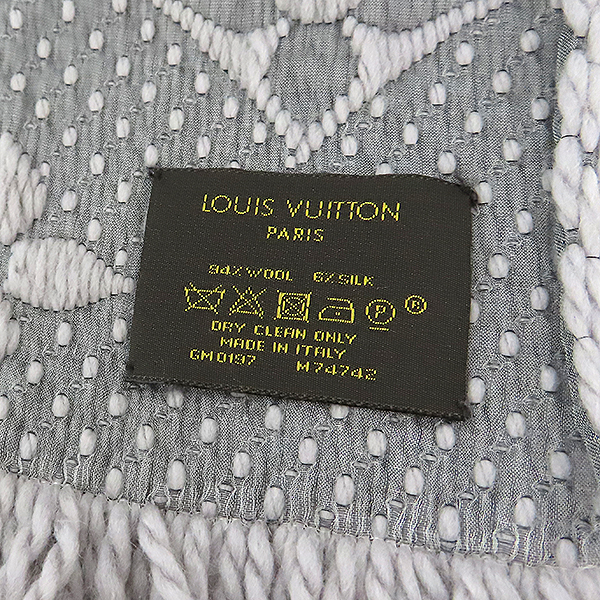 LOUIS VUITTON
PARIS
94% WOOL 6% SILK
P ®
DRY CLEAN ONLY
MADE IN ITALY
GM0197 M74742